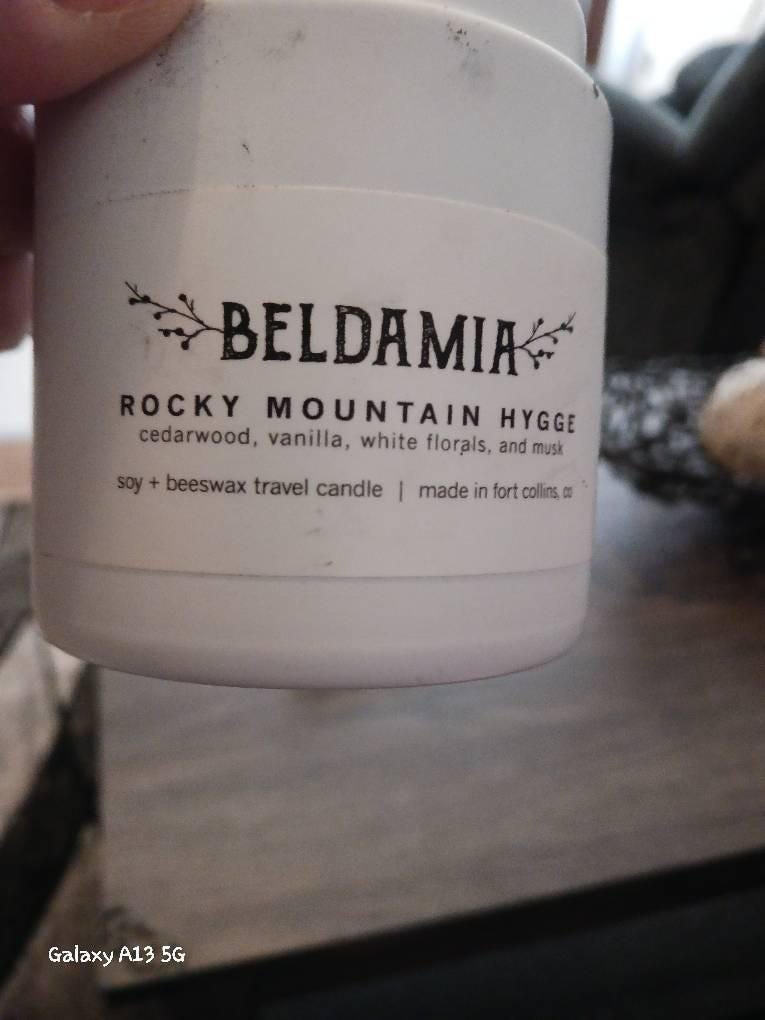 BELDAMIA
ROCKY MOUNTAIN HYGGE
cedarwood, vanilla, white florals, and musk
soy + beeswax travel candle | made in fort collins, co
Galaxy A13 5G